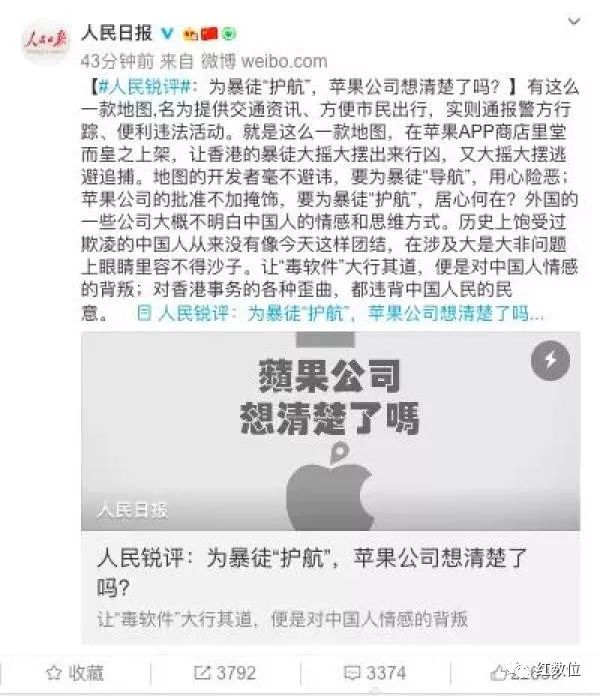 人民日报
人民日报
43分钟前 来自 微博 weibo.com
【#人民锐评#：为暴徒“护航”，苹果公司想清楚了吗？】有这么
一款地图,名为提供交通资讯、方便市民出行，实则通报警方行
踪、便利违法活动。就是这么一款地图，在苹果APP商店里堂
而皇之上架，让香港的暴徒大摇大摆出来行凶，又大摇大摆逃
避追捕。地图的开发者毫不避讳，要为暴徒“导航”，用心险恶；
苹果公司的批准不加掩饰，要为暴徒“护航”，居心何在？外国的
一些公司大概不明白中国人的情感和思维方式。历史上饱受过
欺凌的中国人从来没有像今天这样团结，在涉及大是大非问题
上眼睛里容不得沙子。让“毒软件”大行其道，便是对中国人情感
的背叛；对香港事务的各种歪曲，都违背中国人民的民
意。 人民锐评：为暴徒“护航”，苹果公司想清楚了吗...
蘋果公司
想清楚了嗎
人民日报
人民锐评：为暴徒“护航”，苹果公司想清楚了
吗？
让“毒软件”大行其道，便是对中国人情感的背叛
收藏 3792 3374
红数位